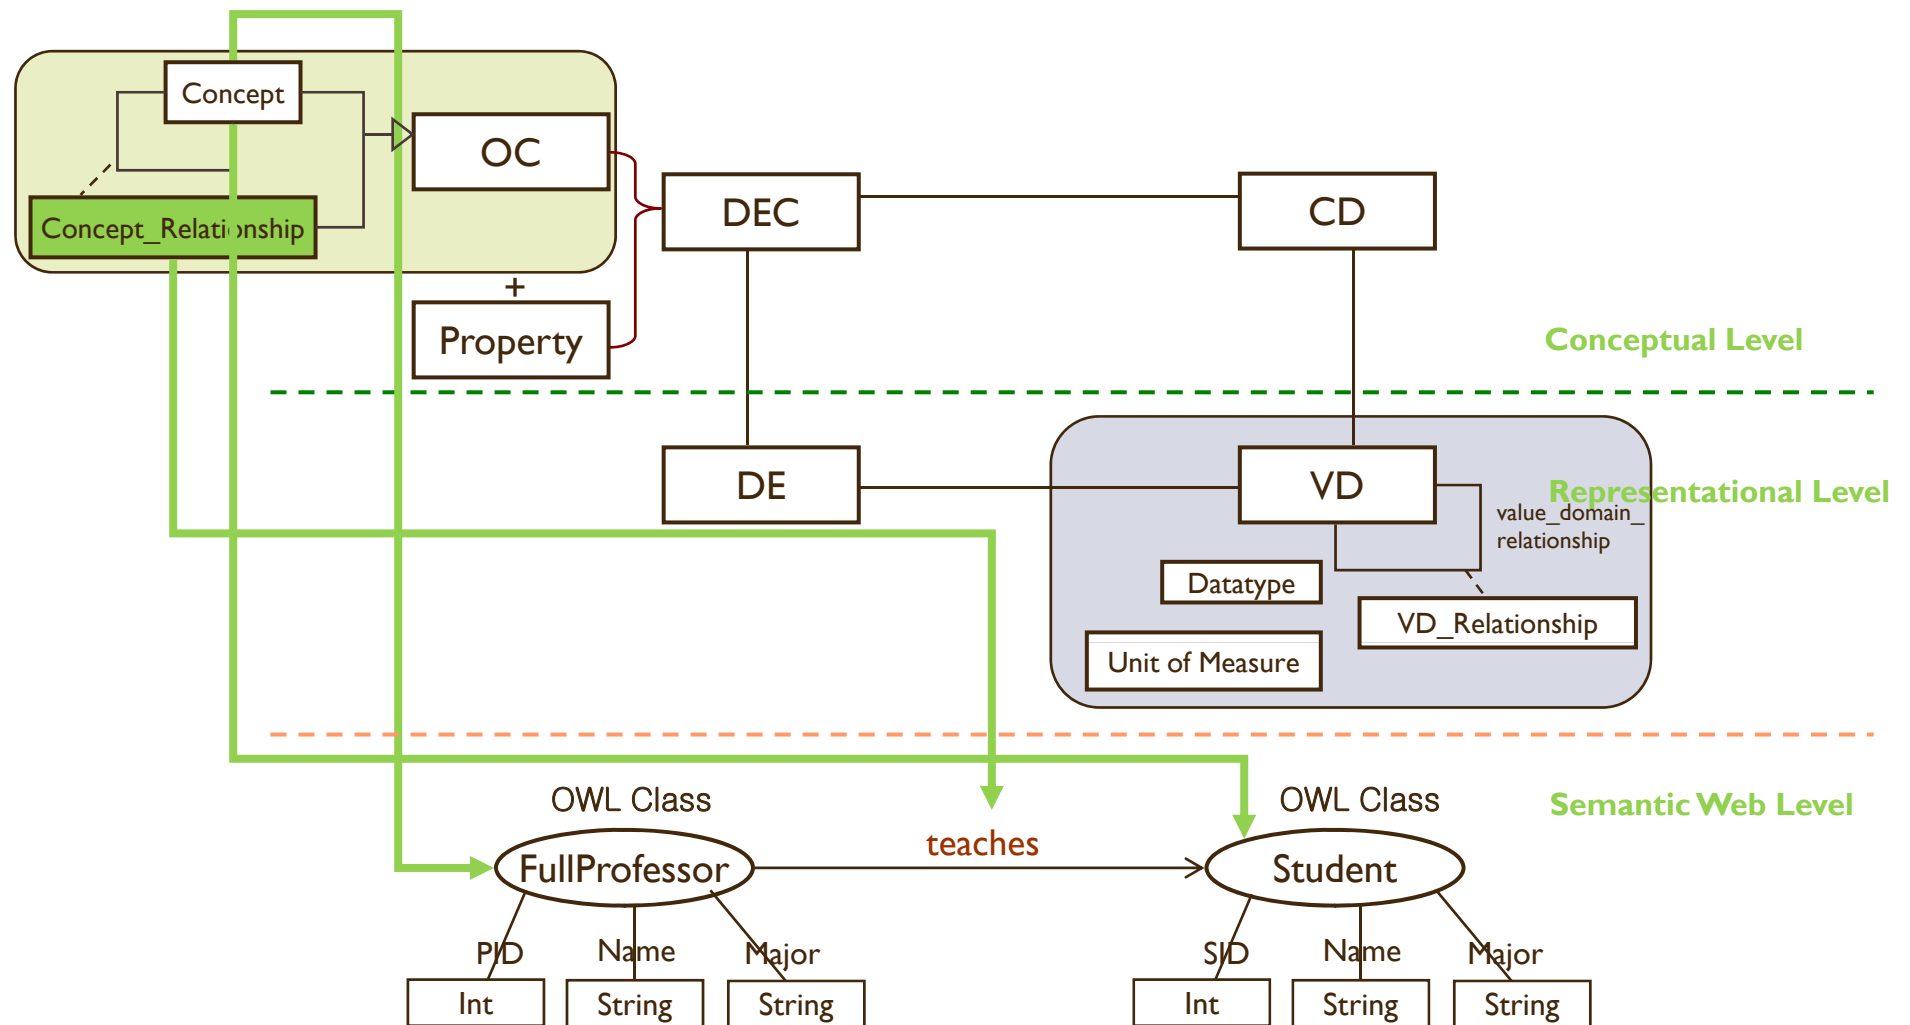 Concept
OC
Concept_Relationship
DEC
CD
+
Property
Conceptual Level
DE
VD
Representational Level
value_domain_
relationship
Datatype
VD_Relationship
Unit of Measure
OWL Class
OWL Class
Semantic Web Level
teaches
FullProfessor
Student
PID
Name
Major
SID
Name
Major
Int
String
String
Int
String
String